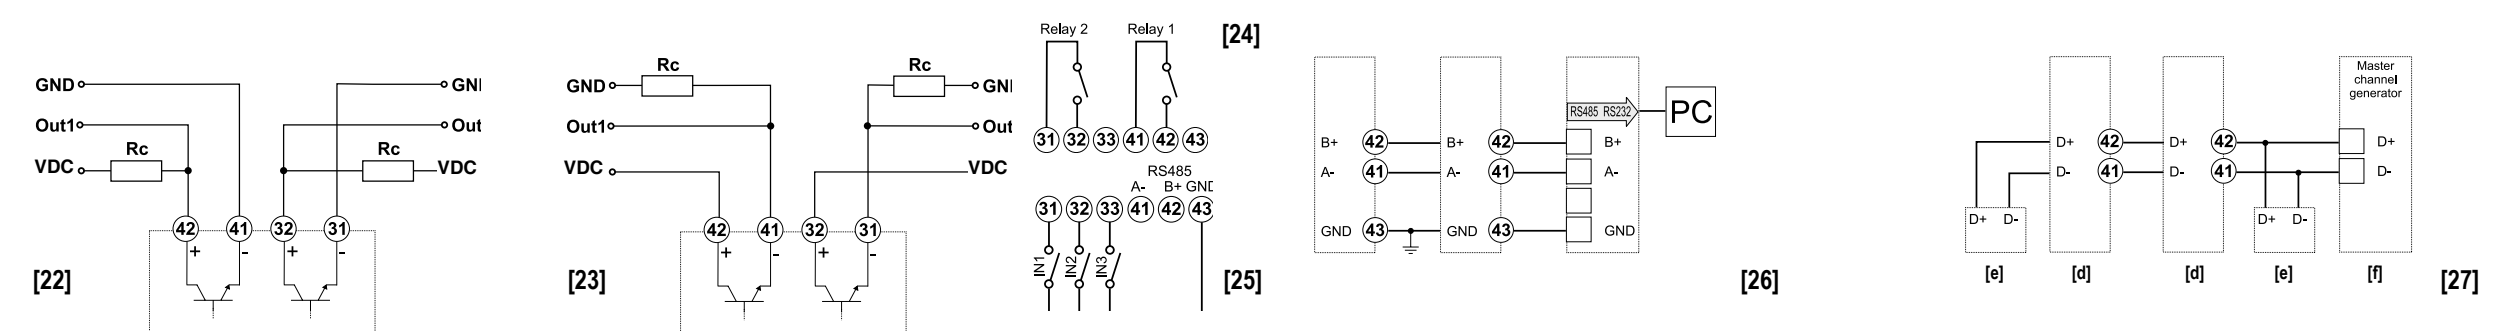 GND
Out1
VDC
Rc
GN
Out
Rc
VDC
42 41 32 31
+ - + -
[22]
Rc
GND
Out1
VDC
Rc
GN
Out
VDC
42 41 32 31
+ - + -
[23]
Relay 2 Relay 1
31 32 33 41 42 43
[24]
RS485
A- B+ GND
31 32 33 41 42 43
IN1 IN2 IN3
[25]
RS485 RS232
PC
B+ 42 B+ 42 B+
A- 41 A- 41 A-
GND 43 GND 43 GND
[26]
Master
channel
generator
D+ 42 D+ 42 D+
D- 41 D- 41 D-
D+ D- D+ D-
[e] [d] [d] [e] [f]
[27]